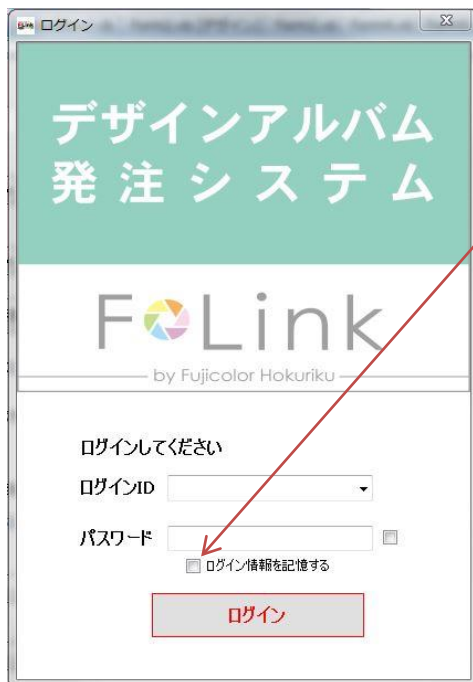 ログイン
デザインアルバム
発注システム
FOLink
by Fujicolor Hokuriku
ログインしてください
ログインID
パスワード
ログイン情報を記憶する
ログイン